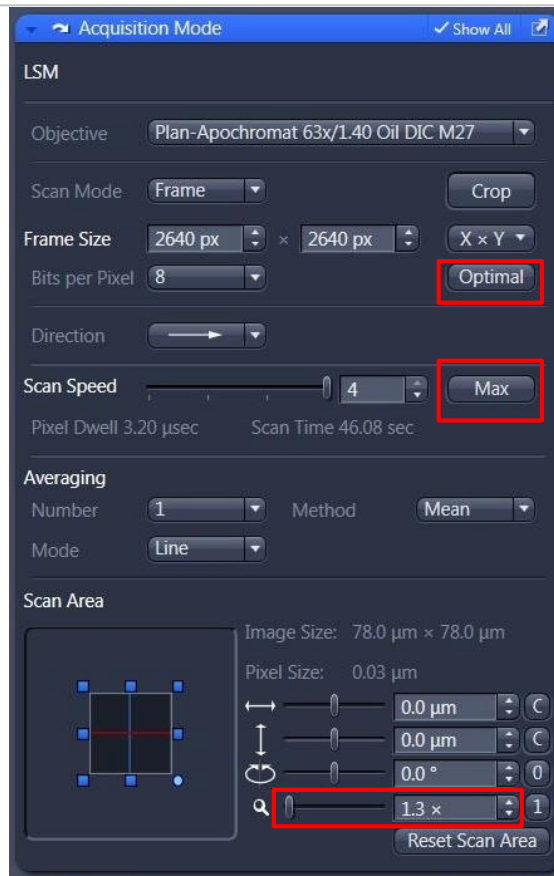 Acquisition Mode ✓ Show All
LSM
Objective Plan-Apochromat 63x/1.40 Oil DIC M27
Scan Mode Frame Crop
Frame Size 2640 px × 2640 px X × Y
Bits per Pixel 8 Optimal
Direction
Scan Speed 4 Max
Pixel Dwell 3.20 µsec Scan Time 46.08 sec
Averaging
Number 1 Method Mean
Mode Line
Scan Area
Image Size: 78.0 µm × 78.0 µm
Pixel Size: 0.03 µm
0.0 µm C
0.0 µm C
0.0 ° 0
1.3 × 1
Reset Scan Area